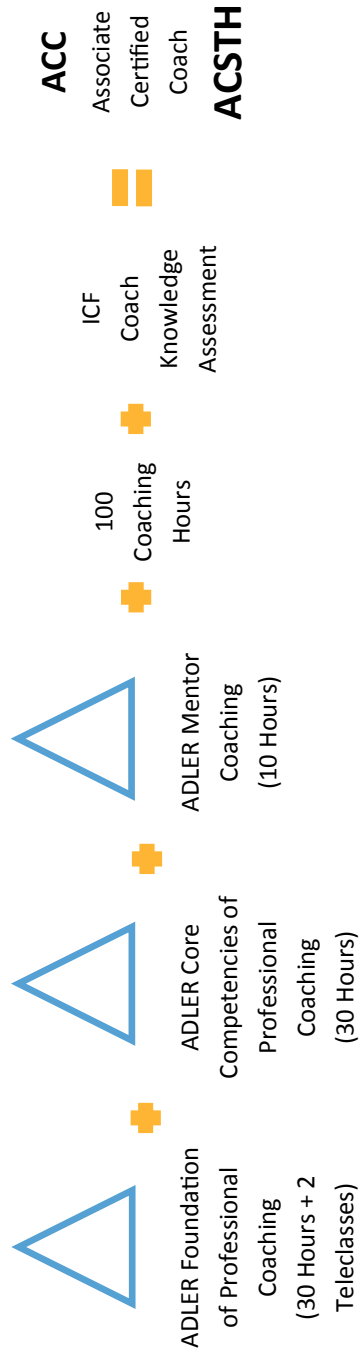 ADLER Foundation
of Professional
Coaching
(30 Hours + 2
Teleclasses)
ADLER Core
Competencies of
Professional
Coaching
(30 Hours)
ADLER Mentor
Coaching
(10 Hours)
100
Coaching
Hours
ICF
Coach
Knowledge
Assessment
ACC
Associate
Certified
Coach
ACSTH